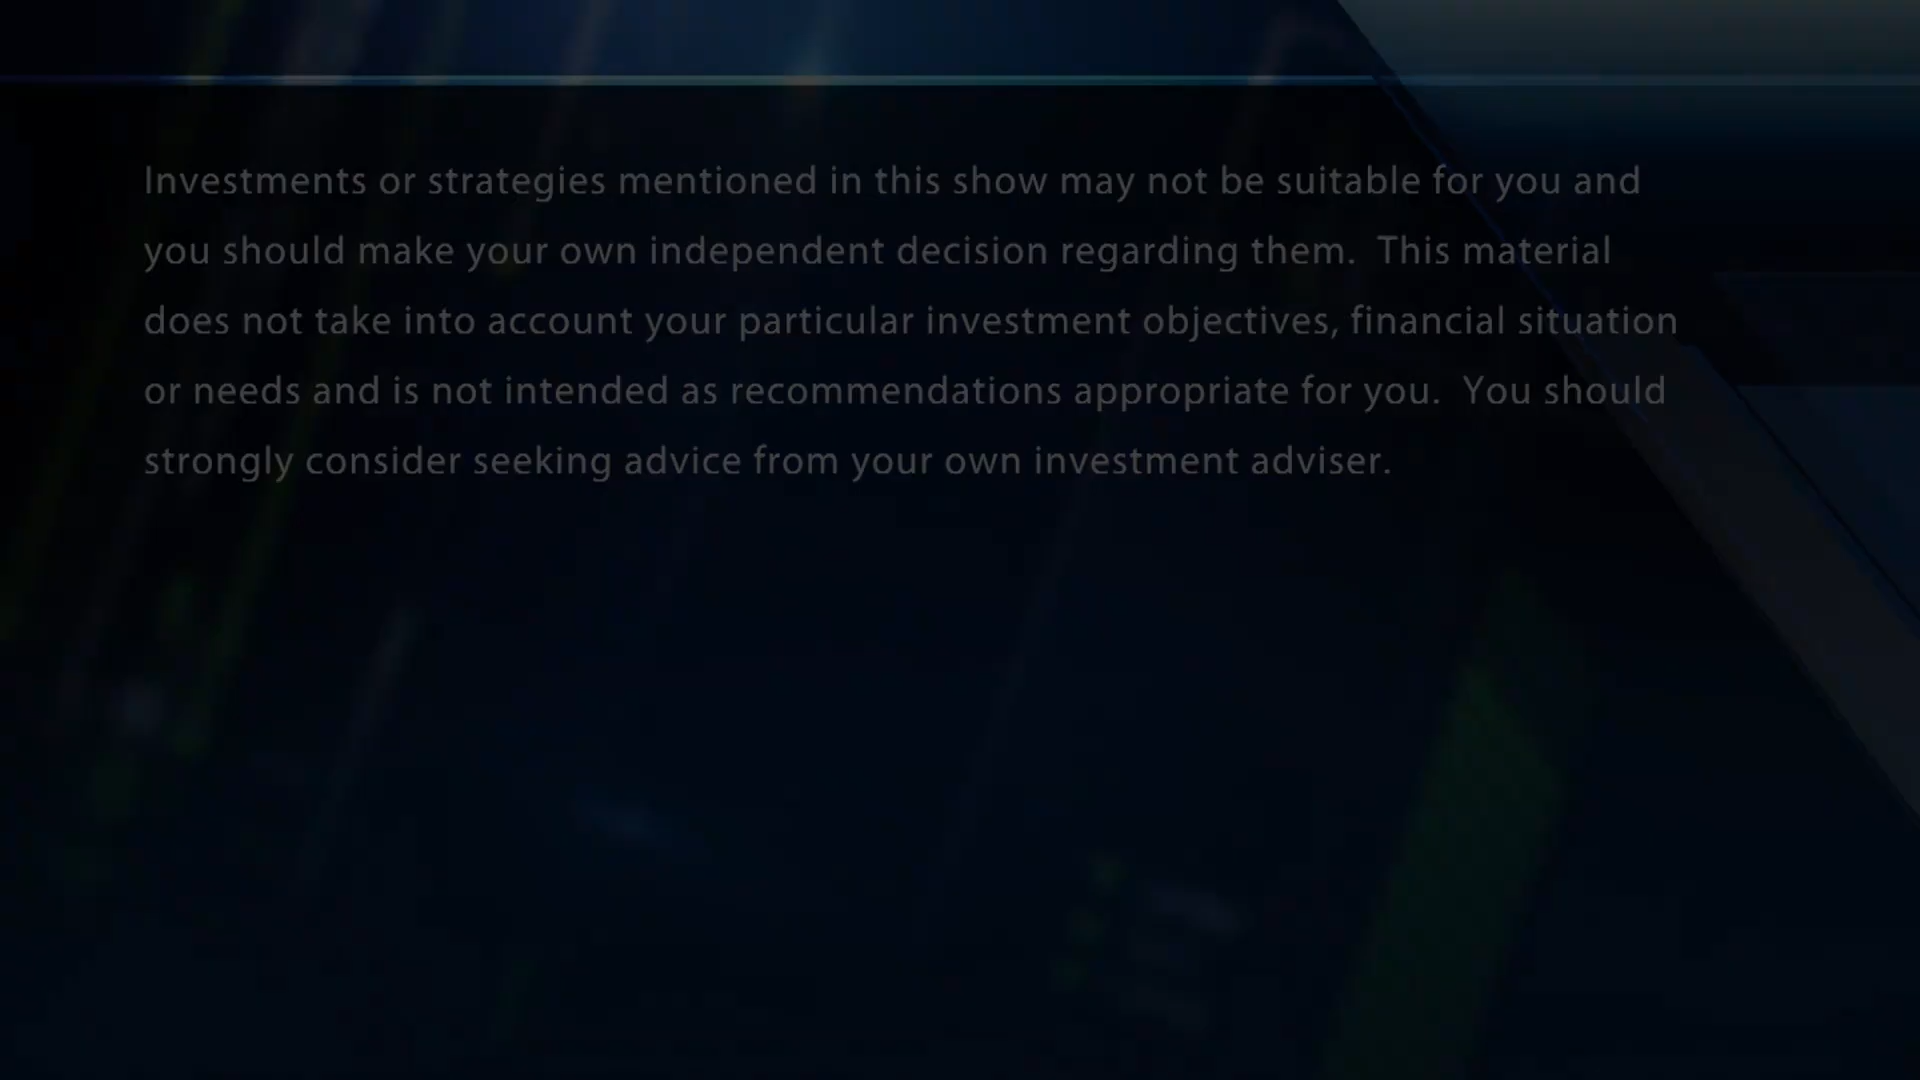 Investments or strategies mentioned in this show may not be suitable for you and
you should make your own independent decision regarding them.  This material
does not take into account your particular investment objectives, financial situation
or needs and is not intended as recommendations appropriate for you.  You should
strongly consider seeking advice from your own investment adviser.